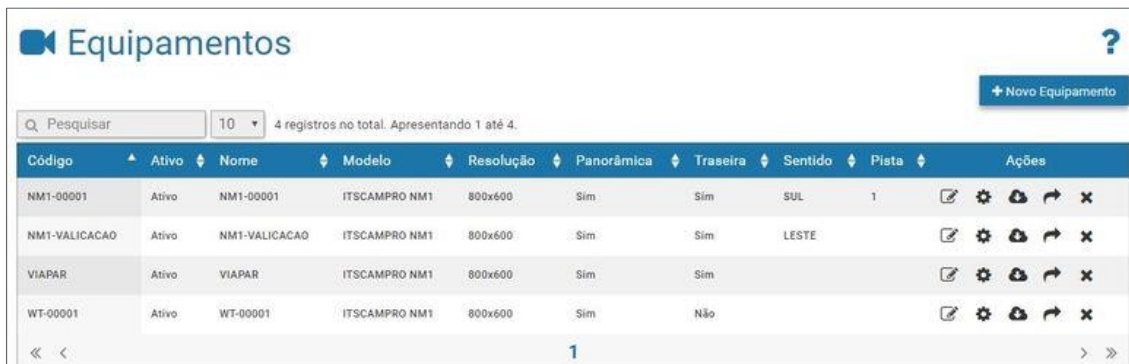 Equipamentos
?
+ Novo Equipamento
Pesquisar 10 4 registros no total. Apresentando 1 até 4.
Código Ativo Nome Modelo Resolução Panorâmica Traseira Sentido Pista Ações
NM1-00001 Ativo NM1-00001 ITSCAMPRO NM1 800x600 Sim Sim SUL 1
NM1-VALICACAO Ativo NM1-VALICACAO ITSCAMPRO NM1 800x600 Sim Sim LESTE
VIAPAR Ativo VIAPAR ITSCAMPRO NM1 800x600 Sim Sim
WT-00001 Ativo WT-00001 ITSCAMPRO NM1 800x600 Sim Não
« < 1 > »